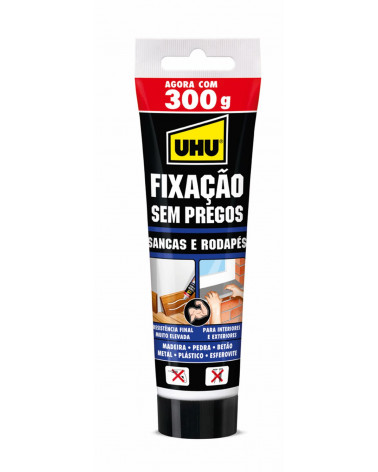 AGORA COM
300 g
UHU
FIXAÇÃO
SEM PREGOS
SANCAS E RODAPÉS
RESISTÊNCIA FINAL
MUITO ELEVADA
PARA INTERIORES
E EXTERIORES
MADEIRA • PEDRA • BETÃO
METAL • PLÁSTICO • ESFEROVITE